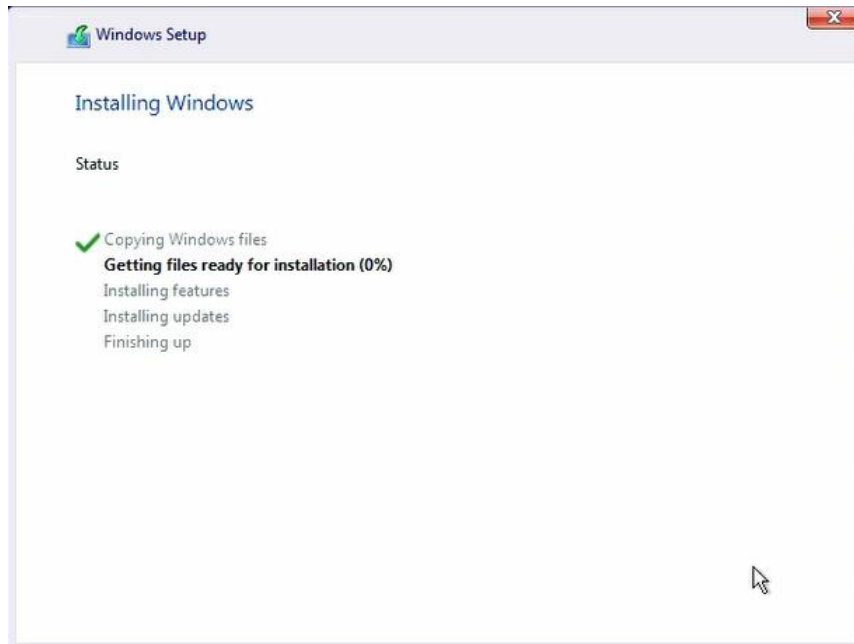 Windows Setup
Installing Windows
Status
Copying Windows files
Getting files ready for installation (0%)
Installing features
Installing updates
Finishing up